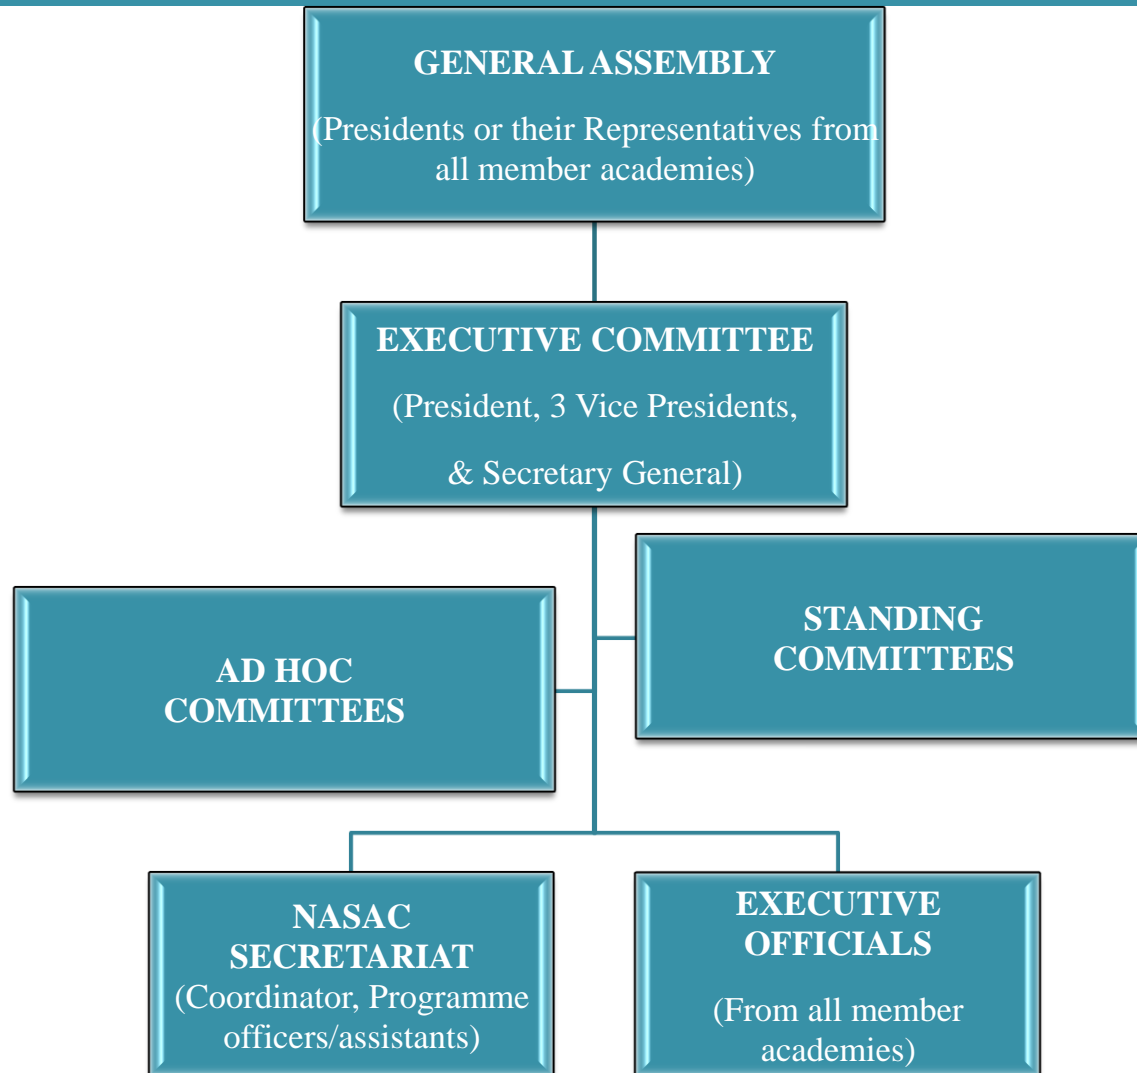 GENERAL ASSEMBLY
(Presidents or their Representatives from
all member academies)
EXECUTIVE COMMITTEE
(President, 3 Vice Presidents,
& Secretary General)
STANDING
COMMITTEES
AD HOC
COMMITTEES
NASAC
SECRETARIAT
(Coordinator, Programme
officers/assistants)
EXECUTIVE
OFFICIALS
(From all member
academies)